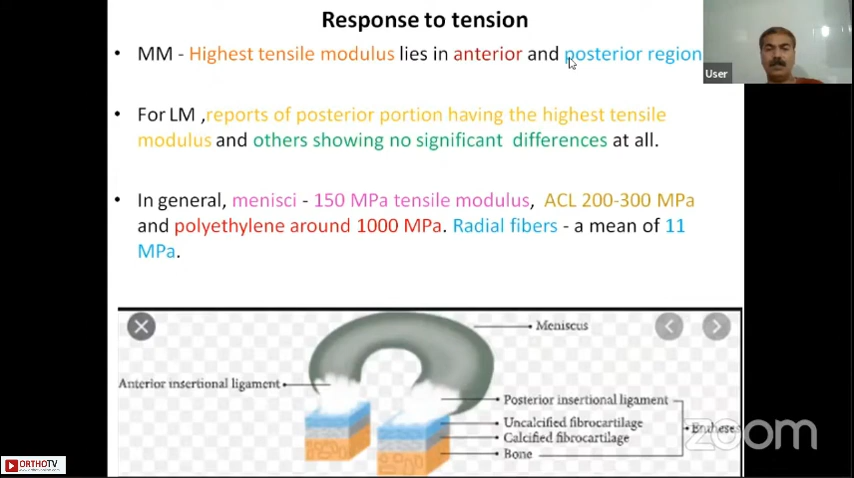 Response to tension
• MM - Highest tensile modulus lies in anterior and posterior region
User
• For LM ,reports of posterior portion having the highest tensile
modulus and others showing no significant differences at all.
• In general, menisci - 150 MPa tensile modulus, ACL 200-300 MPa
and polyethylene around 1000 MPa. Radial fibers - a mean of 11
MPa.
Meniscus
Anterior insertional ligament
Posterior insertional ligament
Uncalcified fibrocartilage
Calcified fibrocartilage
Bone
Entheses
zoom
ORTHOTV